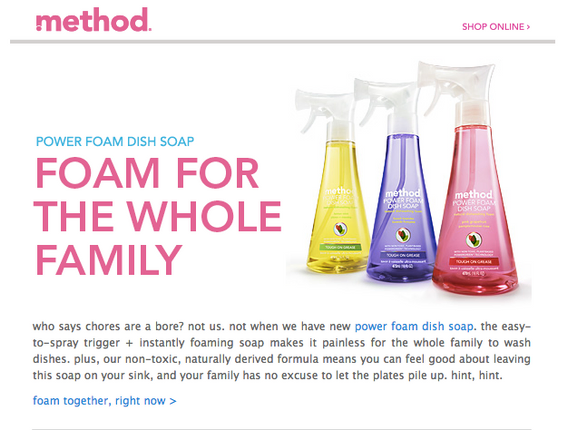 method.
SHOP ONLINE ›
POWER FOAM DISH SOAP
FOAM FOR
THE WHOLE
FAMILY
method
method
POWER FOAM
DISH SOAP
TOUGH ON GREASE
method
POWER FOAM
DISH SOAP
TOUGH ON GREASE
TOUGH ON GREASE
who says chores are a bore? not us. not when we have new power foam dish soap. the easy-
to-spray trigger + instantly foaming soap makes it painless for the whole family to wash
dishes. plus, our non-toxic, naturally derived formula means you can feel good about leaving
this soap on your sink, and your family has no excuse to let the plates pile up. hint, hint.
foam together, right now >